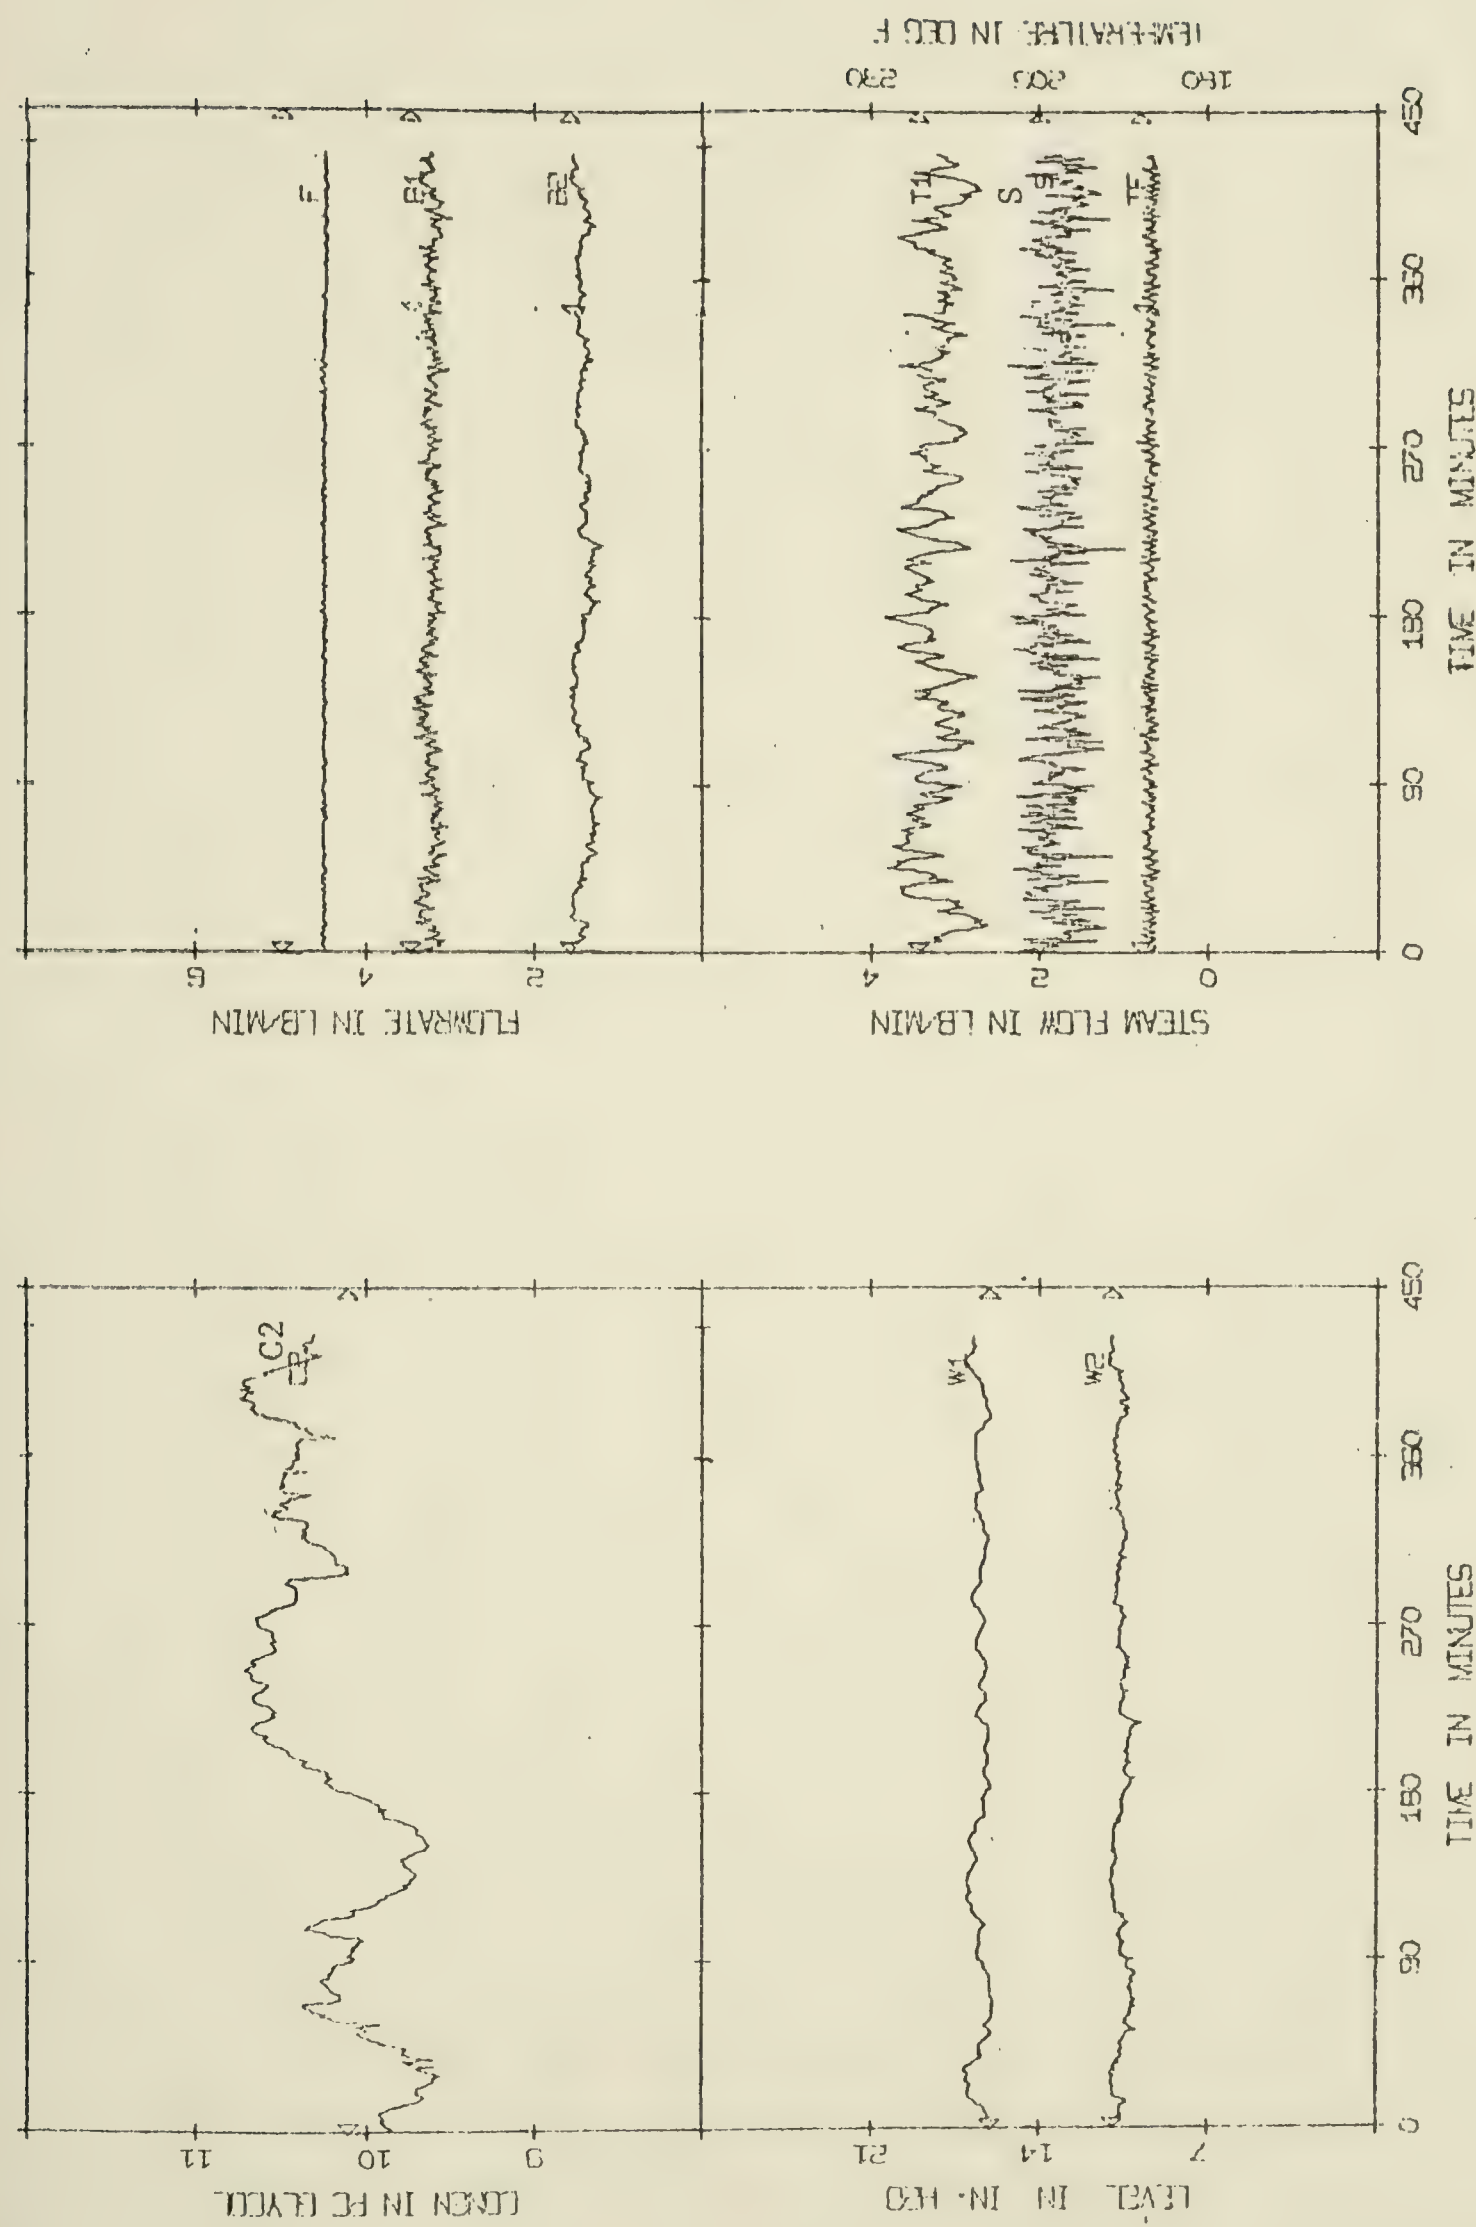 CONCN IN PC GLYCOL
11
10
9
C2
C2
LEVEL IN IN. H2O
21
14
7
W1
W2
0
90
180
270
360
450
TIME IN MINUTES
FLOWRATE IN LB/MIN
6
4
2
F
B1
B2
STEAM FLOW IN LB/MIN
4
2
0
T1
S
S
TF
TEMPERATURE IN DEG F
230
205
180
0
90
180
270
360
450
TIME IN MINUTES